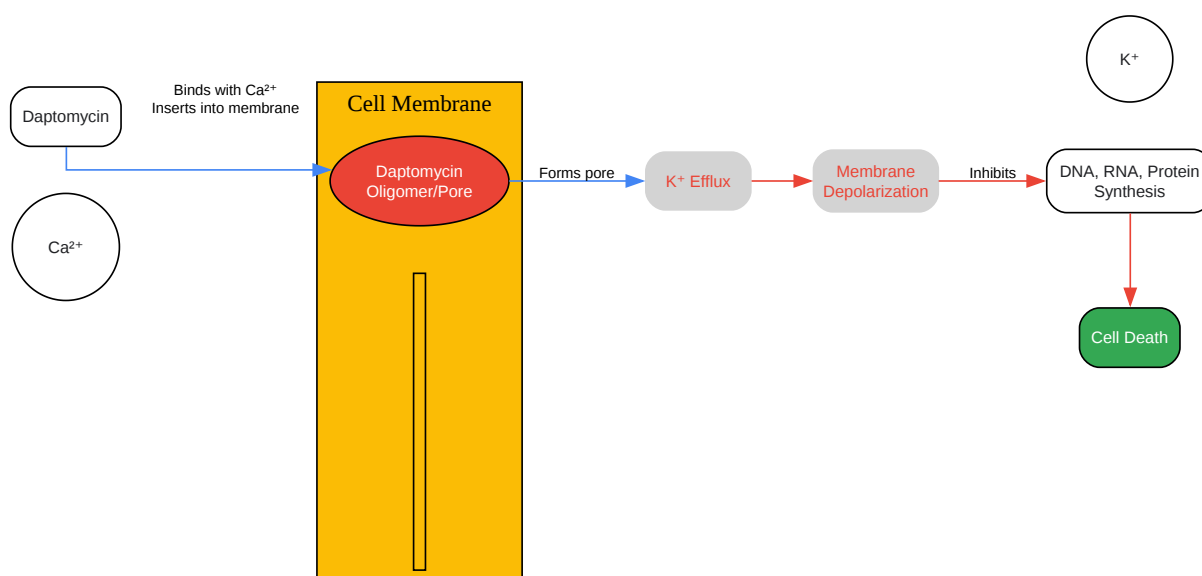 K⁺
Binds with Ca²⁺
Inserts into membrane
Cell Membrane
Daptomycin
Daptomycin
Oligomer/Pore
Forms pore
K⁺ Efflux
Membrane
Depolarization
Inhibits
DNA, RNA, Protein
Synthesis
Ca²⁺
Cell Death